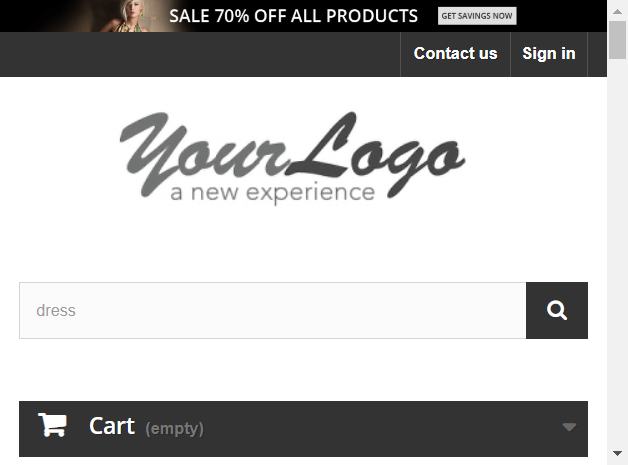 SALE 70% OFF ALL PRODUCTS GET SAVINGS NOW
Contact us Sign in
YourLogo
a new experience
dress
Cart (empty)